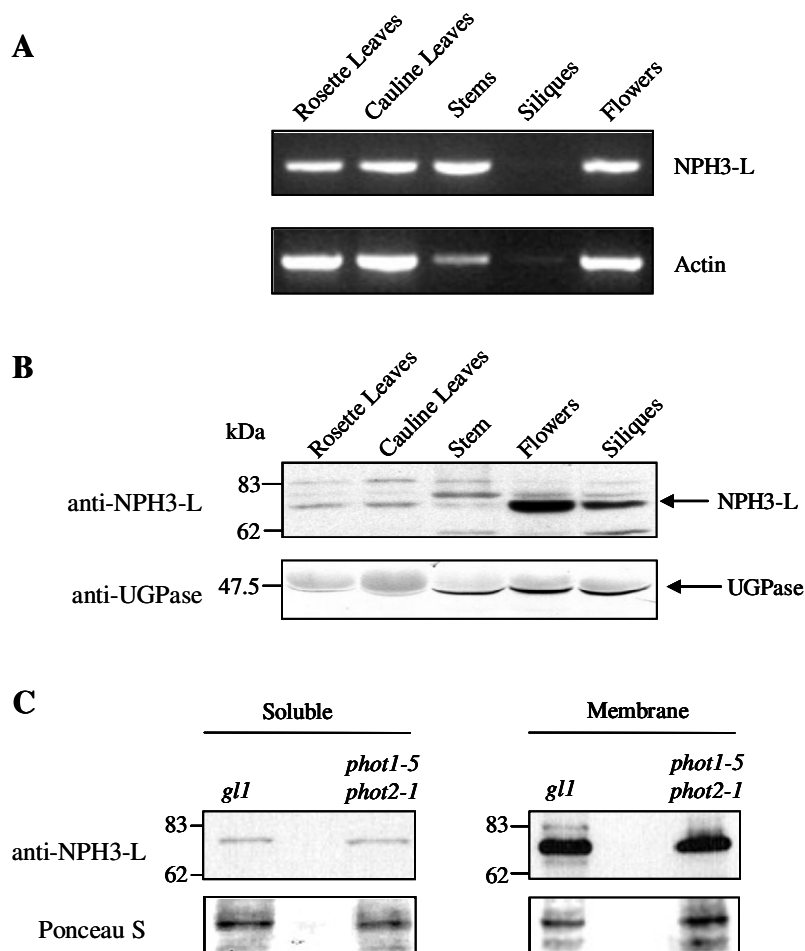 A
Rosette Leaves
Cauline Leaves
Stems
Siliques
Flowers
NPH3-L
Actin
B
Rosette Leaves
Cauline Leaves
Stem
Flowers
Siliques
kDa
83
anti-NPH3-L
NPH3-L
62
47.5
anti-UGPase
UGPase
C
Soluble
Membrane
gl1
phot1-5
phot2-1
gl1
phot1-5
phot2-1
83
anti-NPH3-L
62
83
62
Ponceau S